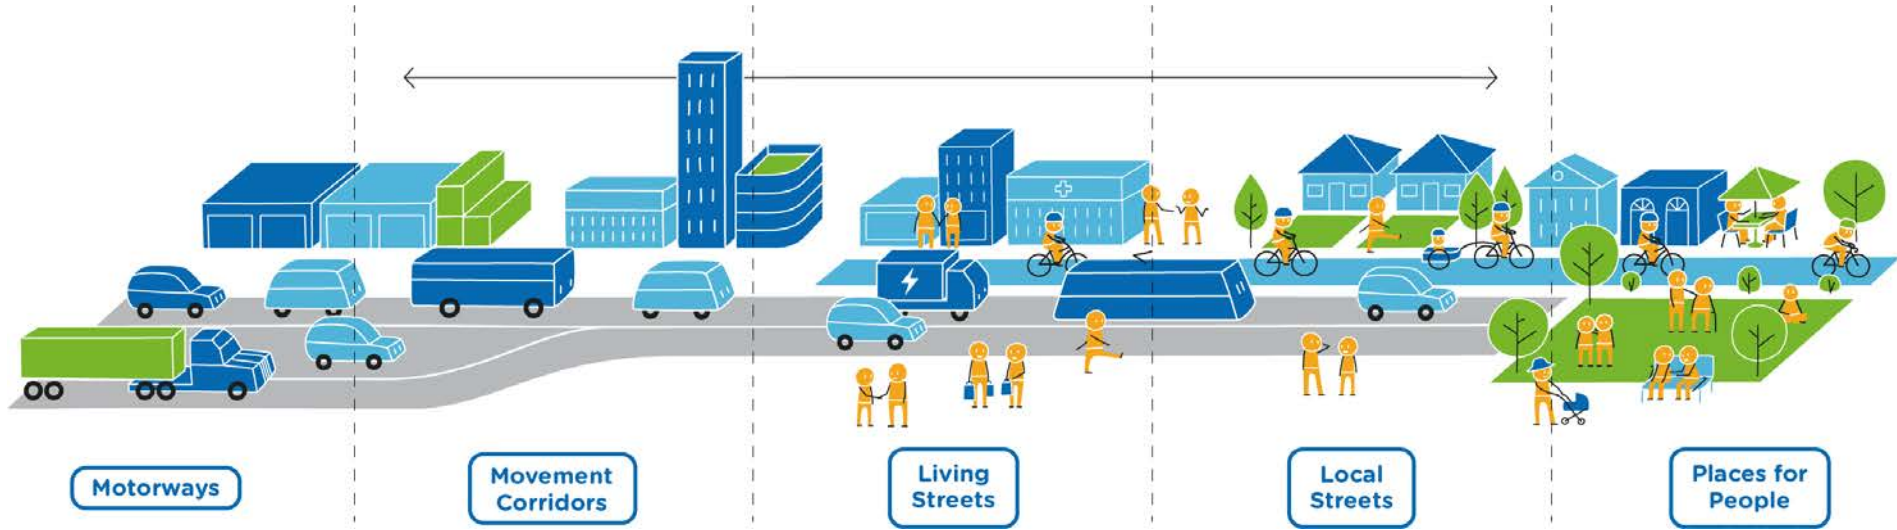 Motorways
Movement
Corridors
Living
Streets
Local
Streets
Places for
People